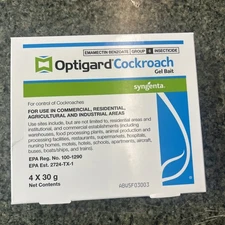 EMAMECTIN BENZOATE GROUP 6 INSECTICIDE
Optigard® Cockroach
Gel Bait
syngenta
For control of Cockroaches
FOR USE IN COMMERCIAL, RESIDENTIAL,
AGRICULTURAL AND INDUSTRIAL AREAS
Use sites include, but are not limited to, residential areas and
institutional, and commercial establishments (including
warehouses, food processing plants, animal production and
processing facilities, restaurants, supermarkets, hospitals,
nursing homes, motels, hotels, schools, apartments, aircraft,
buses, boats/ships, and trains).
EPA Reg. No. 100-1290
EPA Est. 2724-TX-1
4 X 30 g
Net Contents